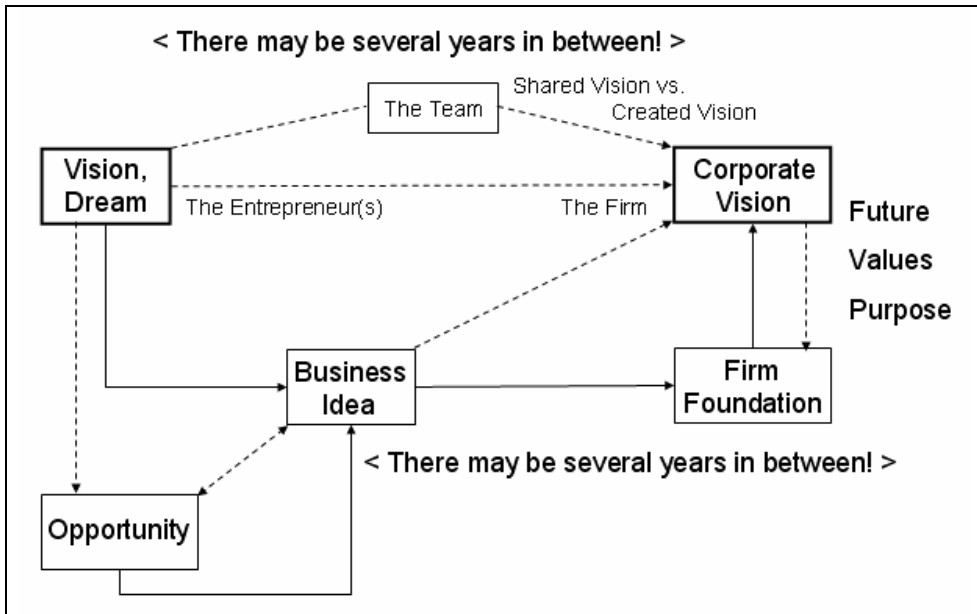 < There may be several years in between! >
The Team
Shared Vision vs.
Created Vision
Vision,
Dream
The Entrepreneur(s)
The Firm
Corporate
Vision
Future
Values
Purpose
Business
Idea
Firm
Foundation
< There may be several years in between! >
Opportunity